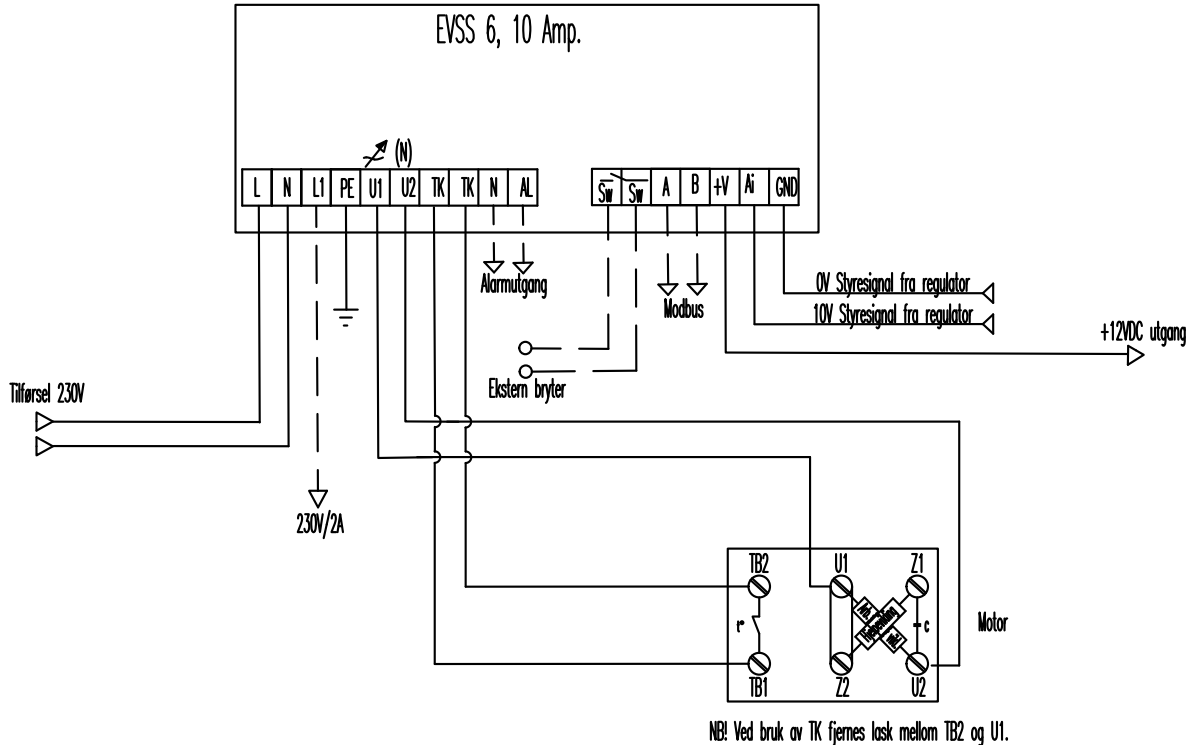 EVSS 6, 10 Amp.
(N)
L N L1 PE U1 U2 TK TK N AL
Sw Sw A B +V Ai GND
Alarmutgang
Modbus
0V Styresignal fra regulator
10V Styresignal fra regulator
+12VDC utgang
Ekstern bryter
Tilførsel 230V
230V/2A
TB2 U1 Z1
t° c
Hjelpevikling
Motor
TB1 Z2 U2
NB! Ved bruk av TK fjernes lask mellom TB2 og U1.